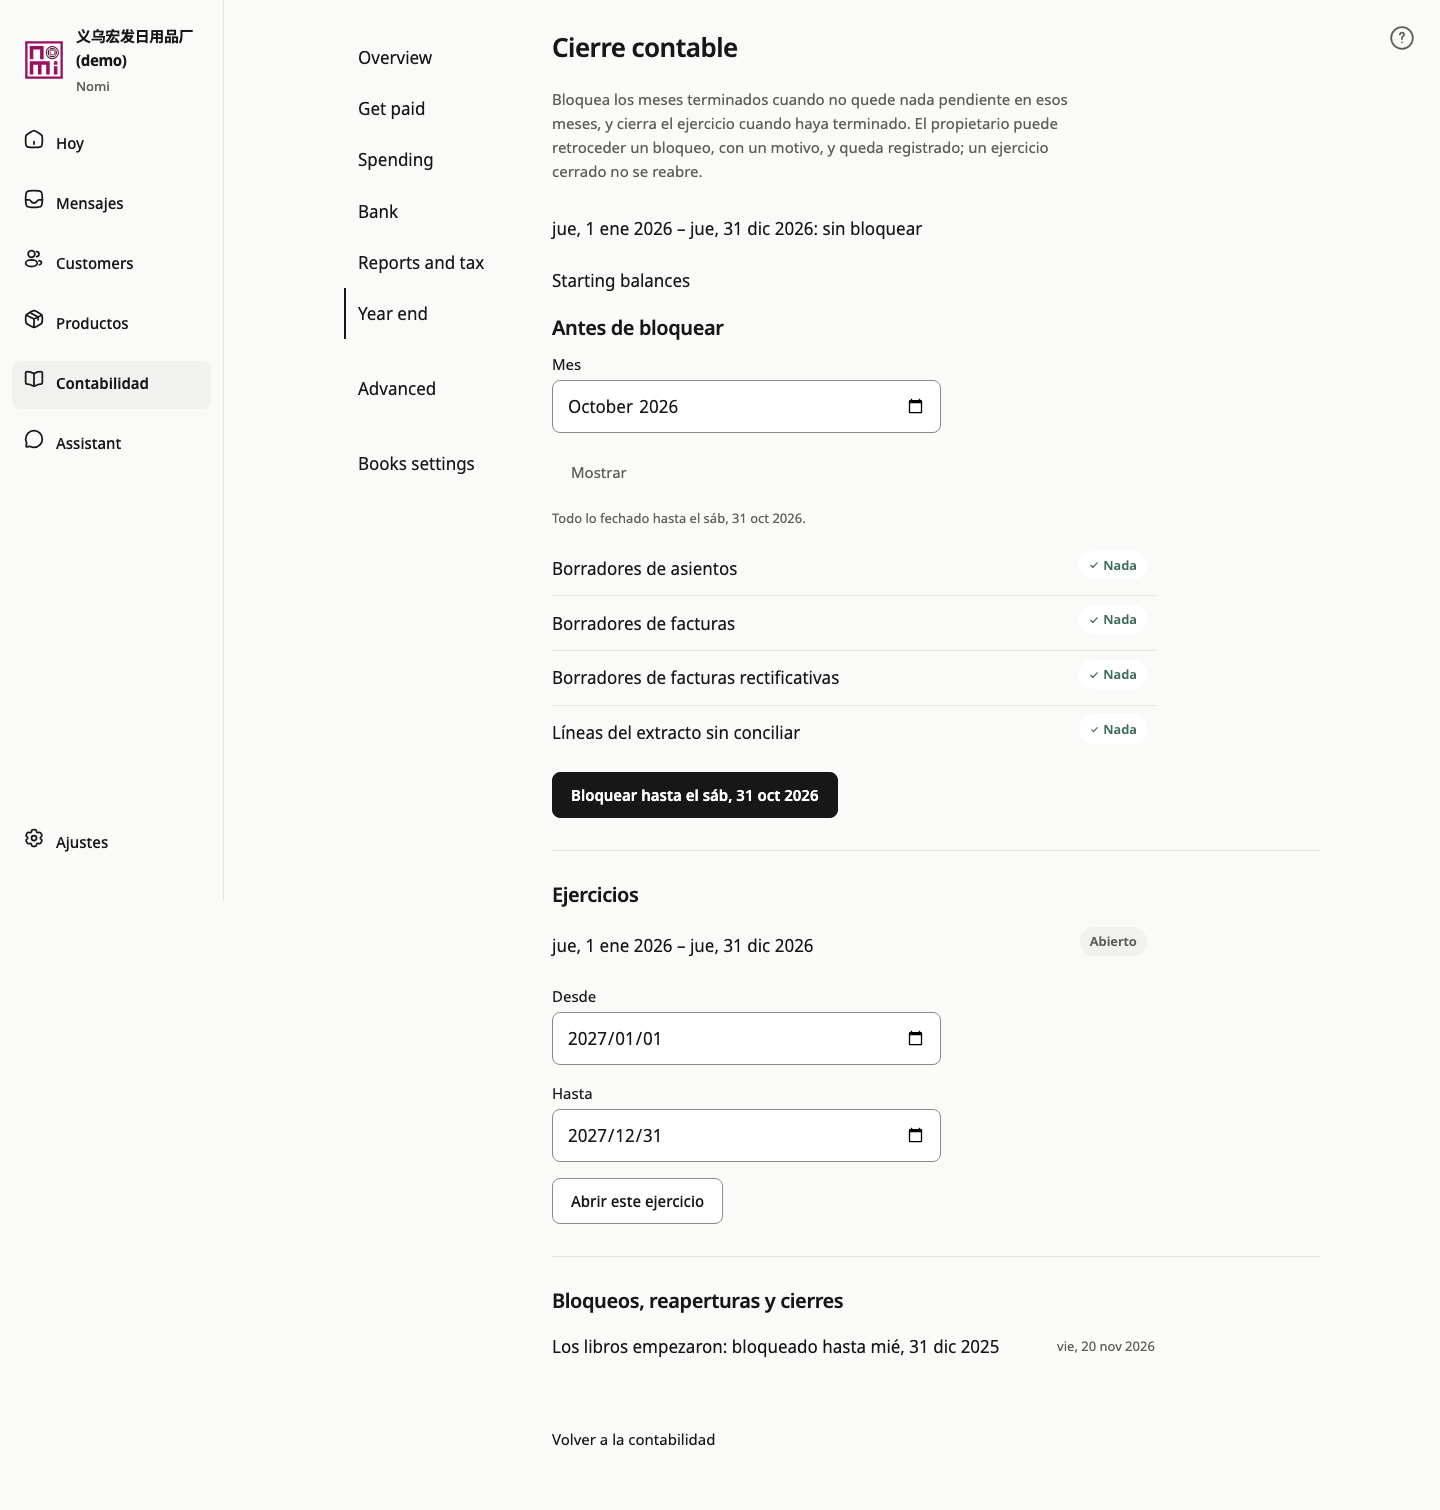 义乌宏发日用品厂
(demo)
Nomi
Hoy
Mensajes
Customers
Productos
Contabilidad
Assistant
Ajustes
Overview
Get paid
Spending
Bank
Reports and tax
Year end
Advanced
Books settings
Cierre contable
Bloquea los meses terminados cuando no quede nada pendiente en esos
meses, y cierra el ejercicio cuando haya terminado. El propietario puede
retroceder un bloqueo, con un motivo, y queda registrado; un ejercicio
cerrado no se reabre.
jue, 1 ene 2026 – jue, 31 dic 2026: sin bloquear
Starting balances
Antes de bloquear
Mes
October 2026
Mostrar
Todo lo fechado hasta el sáb, 31 oct 2026.
Borradores de asientos Nada
Borradores de facturas Nada
Borradores de facturas rectificativas Nada
Líneas del extracto sin conciliar Nada
Bloquear hasta el sáb, 31 oct 2026
Ejercicios
jue, 1 ene 2026 – jue, 31 dic 2026 Abierto
Desde
2027/01/01
Hasta
2027/12/31
Abrir este ejercicio
Bloqueos, reaperturas y cierres
Los libros empezaron: bloqueado hasta mié, 31 dic 2025 vie, 20 nov 2026
Volver a la contabilidad